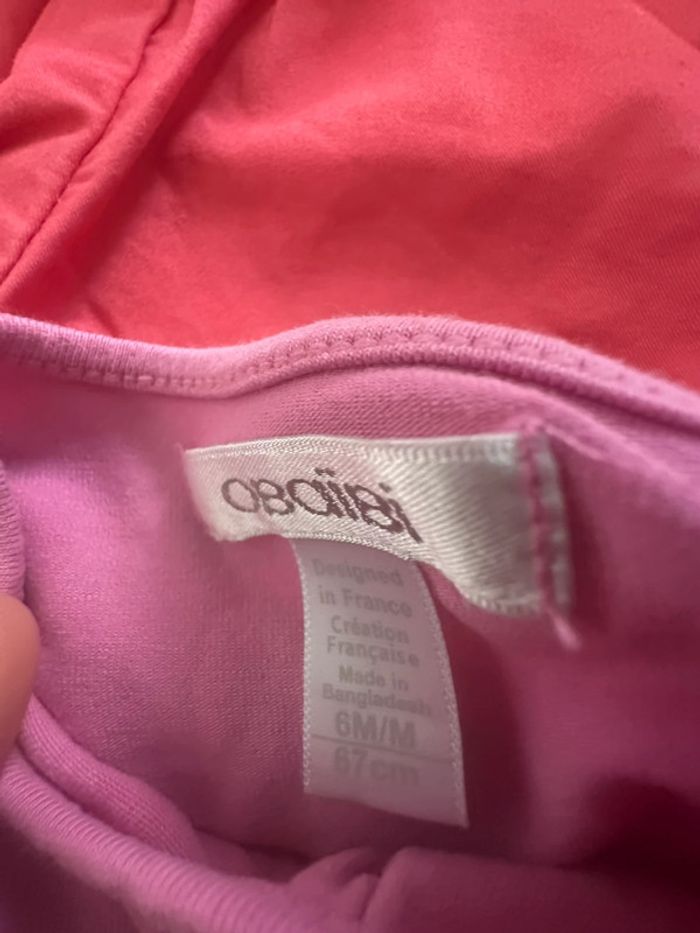 obaïbi
Designed
in France
Création
Française
Made in
Bangladesh
6M/M
67cm